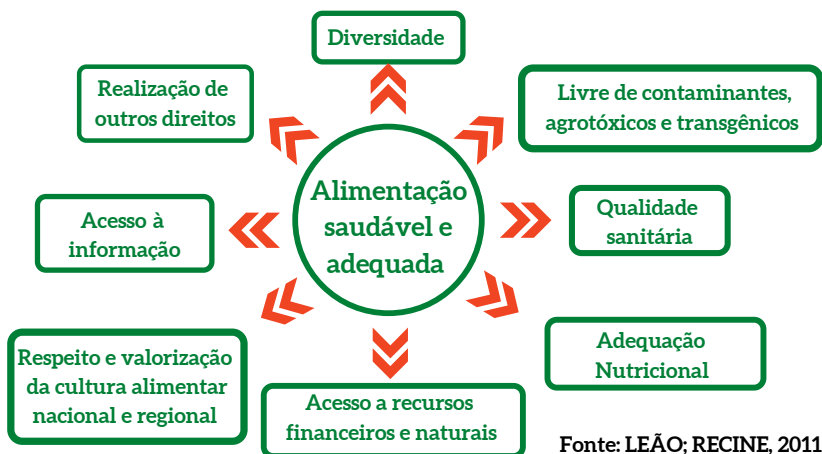 Diversidade
Realização de
outros direitos
Livre de contaminantes,
agrotóxicos e transgênicos
Alimentação
saudável e
adequada
Acesso à
informação
Qualidade
sanitária
Respeito e valorização
da cultura alimentar
nacional e regional
Acesso a recursos
financeiros e naturais
Adequação
Nutricional
Fonte: LEÃO; RECINE, 2011